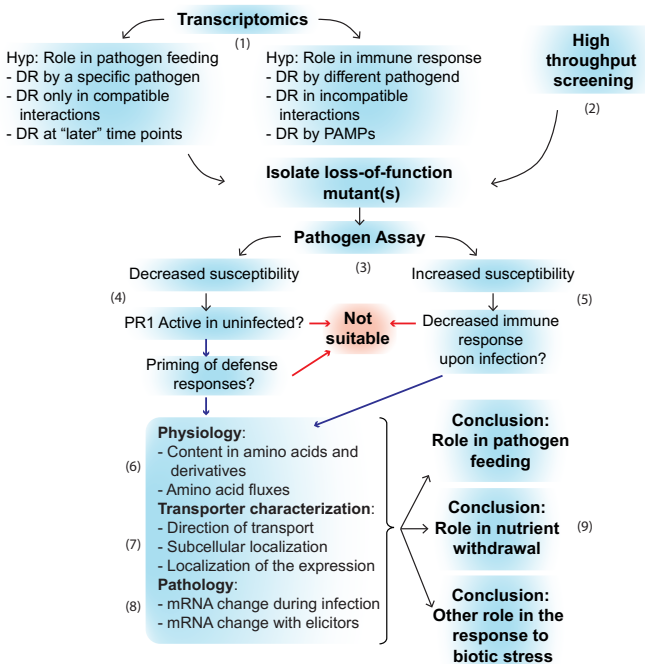 Transcriptomics
(1)
Hyp: Role in pathogen feeding
- DR by a specific pathogen
- DR only in compatible
interactions
- DR at “later” time points
Hyp: Role in immune response
- DR by different pathogend
- DR in incompatible
interactions
- DR by PAMPs
High
throughput
screening
(2)
Isolate loss-of-function
mutant(s)
Pathogen Assay
(3)
Decreased susceptibility
Increased susceptibility
(4)
(5)
PR1 Active in uninfected?
Not
suitable
Decreased immune
response
upon infection?
Priming of defense
responses?
Physiology:
(6)
- Content in amino acids and
derivatives
- Amino acid fluxes
Transporter characterization:
- Direction of transport
(7)
- Subcellular localization
- Localization of the expression
Pathology:
(8)
- mRNA change during infection
- mRNA change with elicitors
Conclusion:
Role in pathogen
feeding
Conclusion:
Role in nutrient
withdrawal
(9)
Conclusion:
Other role in the
response to
biotic stress